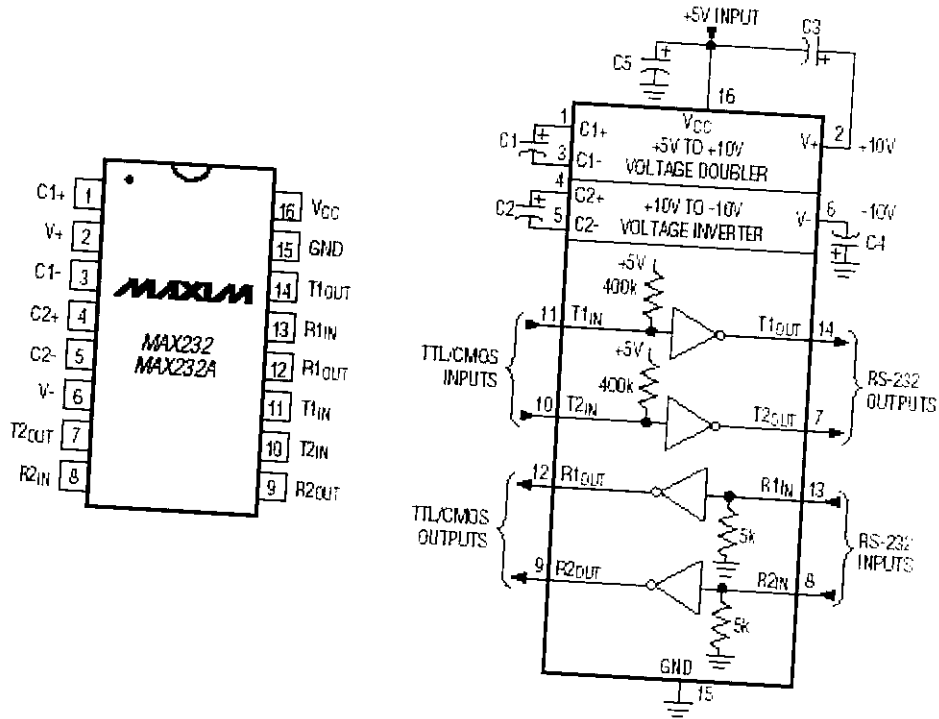 C1+ 1
V+ 2
C1- 3
C2+ 4
C2- 5
V- 6
T2OUT 7
R2IN 8
16 VCC
15 GND
14 T1OUT
13 R1IN
12 R1OUT
11 T1IN
10 T2IN
9 R2OUT
MAXIM
MAX232
MAX232A
+5V INPUT
C3
C5
+
+
16
VCC
1 C1+
C1 +
3 C1-
+5V TO +10V
VOLTAGE DOUBLER
V+ 2 +10V
4 C2+
C2 +
5 C2-
+10V TO -10V
VOLTAGE INVERTER
V- 6 -10V
C4
+
+5V
400k
11 T1IN
T1OUT 14
+5V
400k
10 T2IN
T2OUT 7
TTL/CMOS
INPUTS
RS-232
OUTPUTS
12 R1OUT
R1IN 13
5k
9 R2OUT
R2IN 8
5k
TTL/CMOS
OUTPUTS
RS-232
INPUTS
GND
15